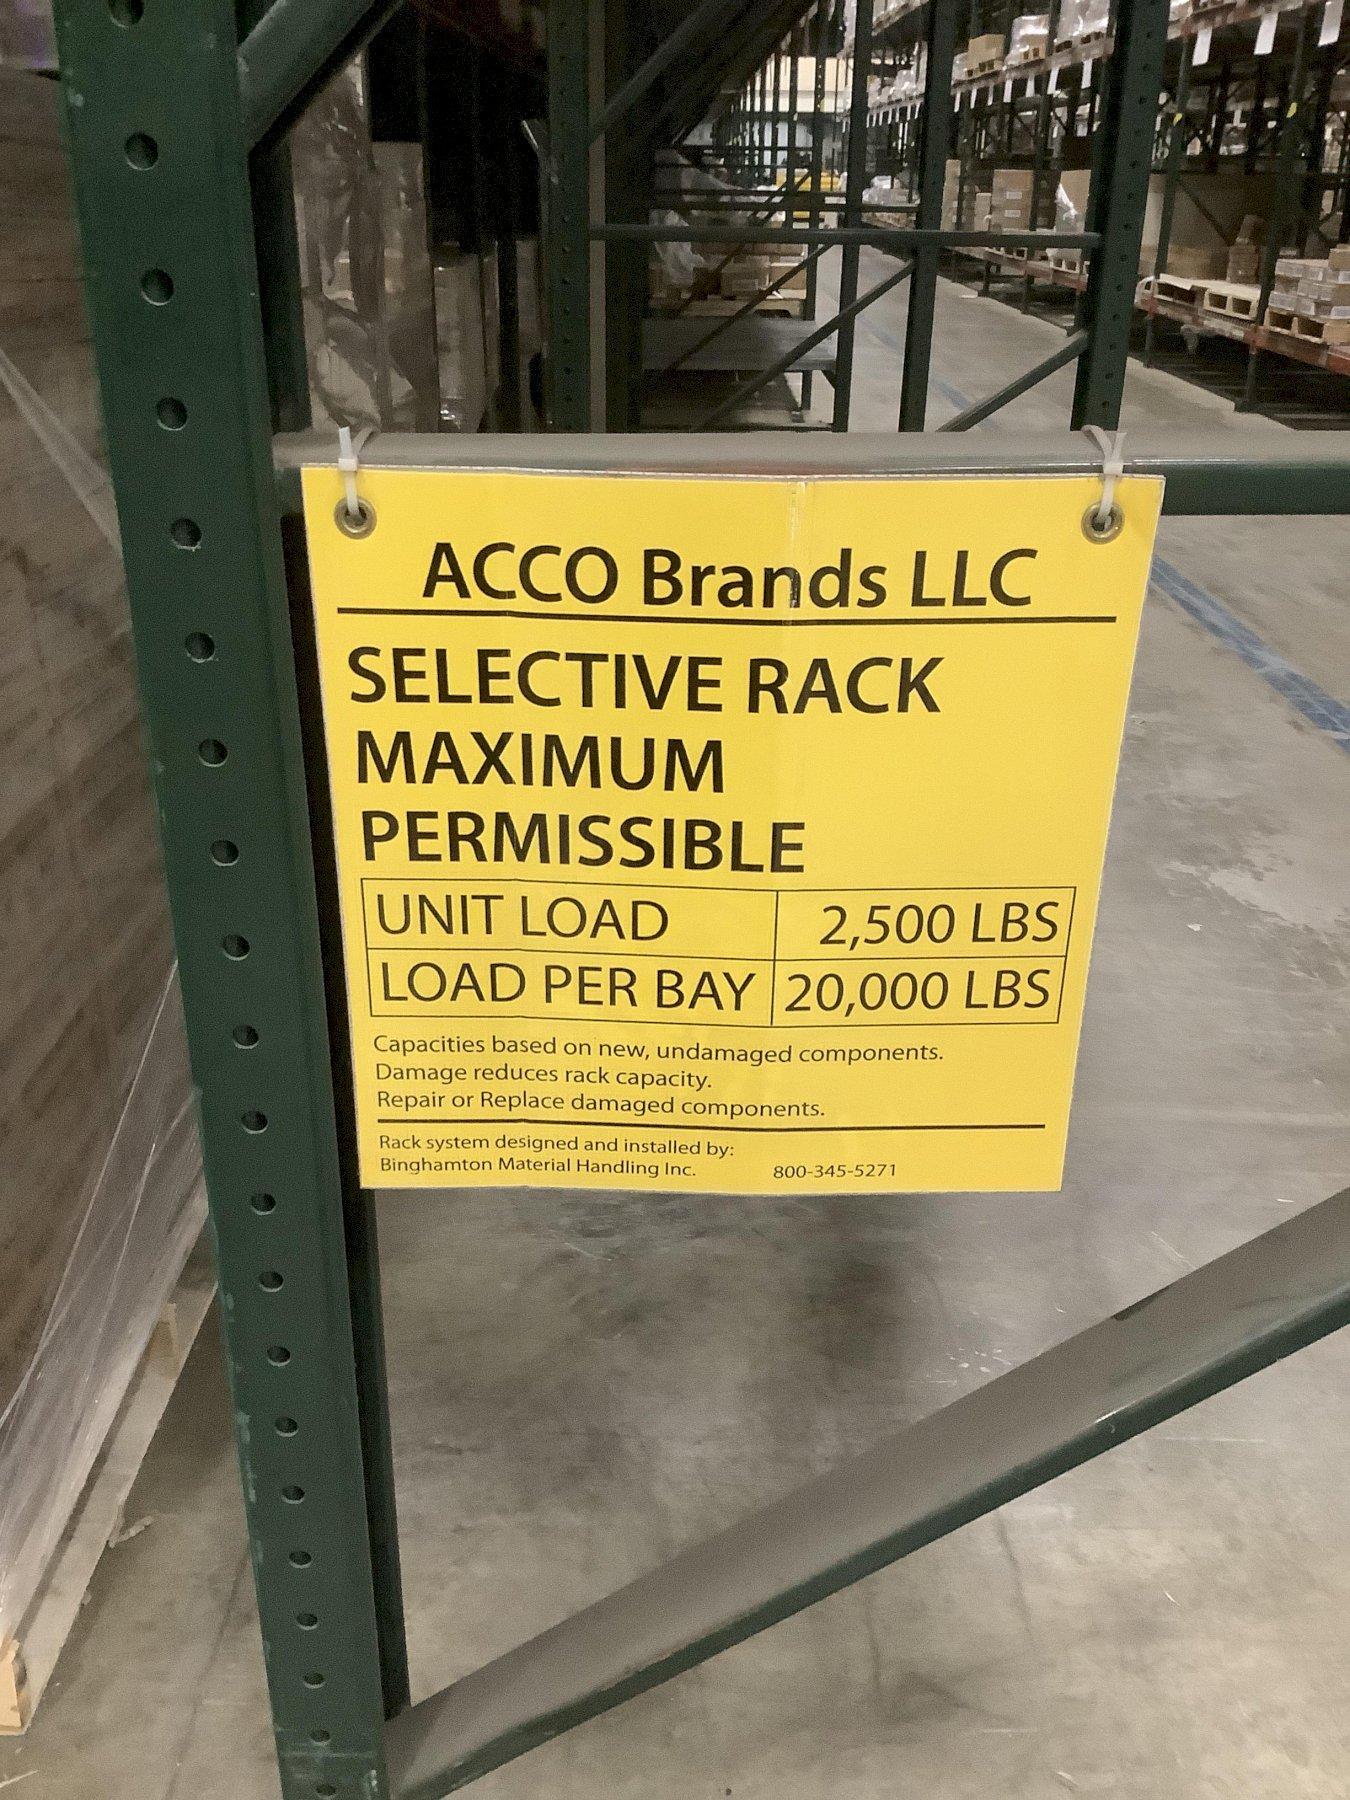 ACCO Brands LLC
SELECTIVE RACK
MAXIMUM
PERMISSIBLE
UNIT LOAD 2,500 LBS
LOAD PER BAY 20,000 LBS
Capacities based on new, undamaged components.
Damage reduces rack capacity.
Repair or Replace damaged components.
Rack system designed and installed by:
Binghamton Material Handling Inc. 800-345-5271